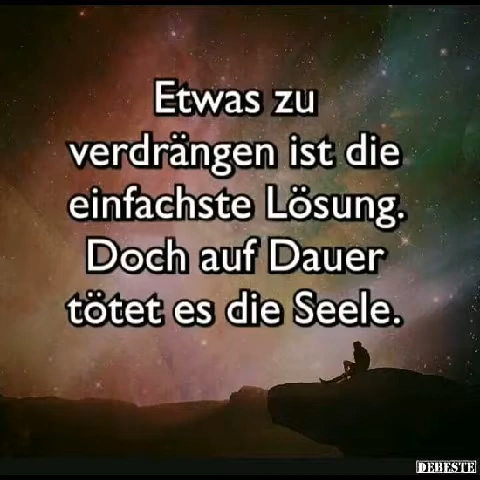 Etwas zu
verdrängen ist die
einfachste Lösung.
Doch auf Dauer
tötet es die Seele.
DEBESTE